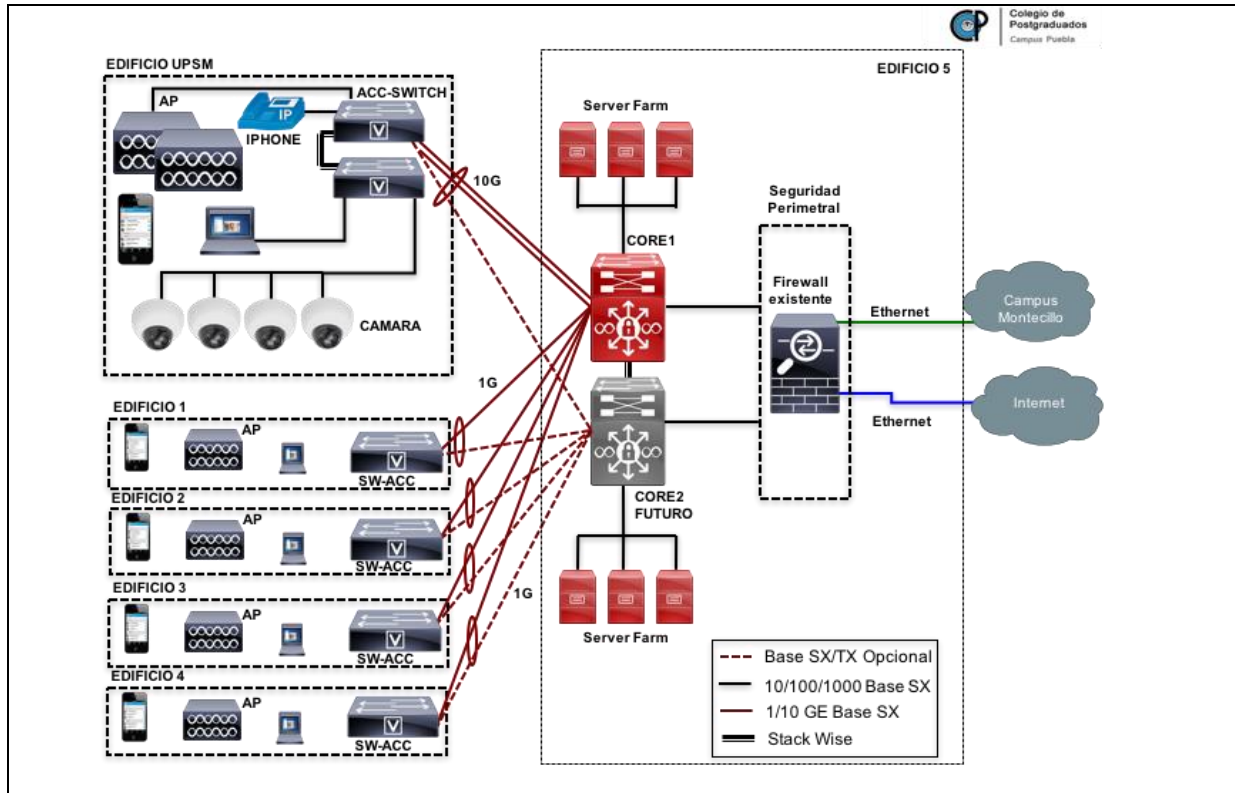 Colegio de
Postgraduados
Campus Puebla
EDIFICIO UPSM
AP
ACC-SWITCH
IP
IPHONE
V
V
CAMARA
10G
EDIFICIO 5
Server Farm
CORE1
Seguridad
Perimetral
Firewall
existente
Ethernet
Campus
Montecillo
Ethernet
Internet
CORE2
FUTURO
Server Farm
1G
1G
EDIFICIO 1
AP
V
SW-ACC
EDIFICIO 2
AP
V
SW-ACC
EDIFICIO 3
AP
V
SW-ACC
EDIFICIO 4
AP
V
SW-ACC
Base SX/TX Opcional
10/100/1000 Base SX
1/10 GE Base SX
Stack Wise